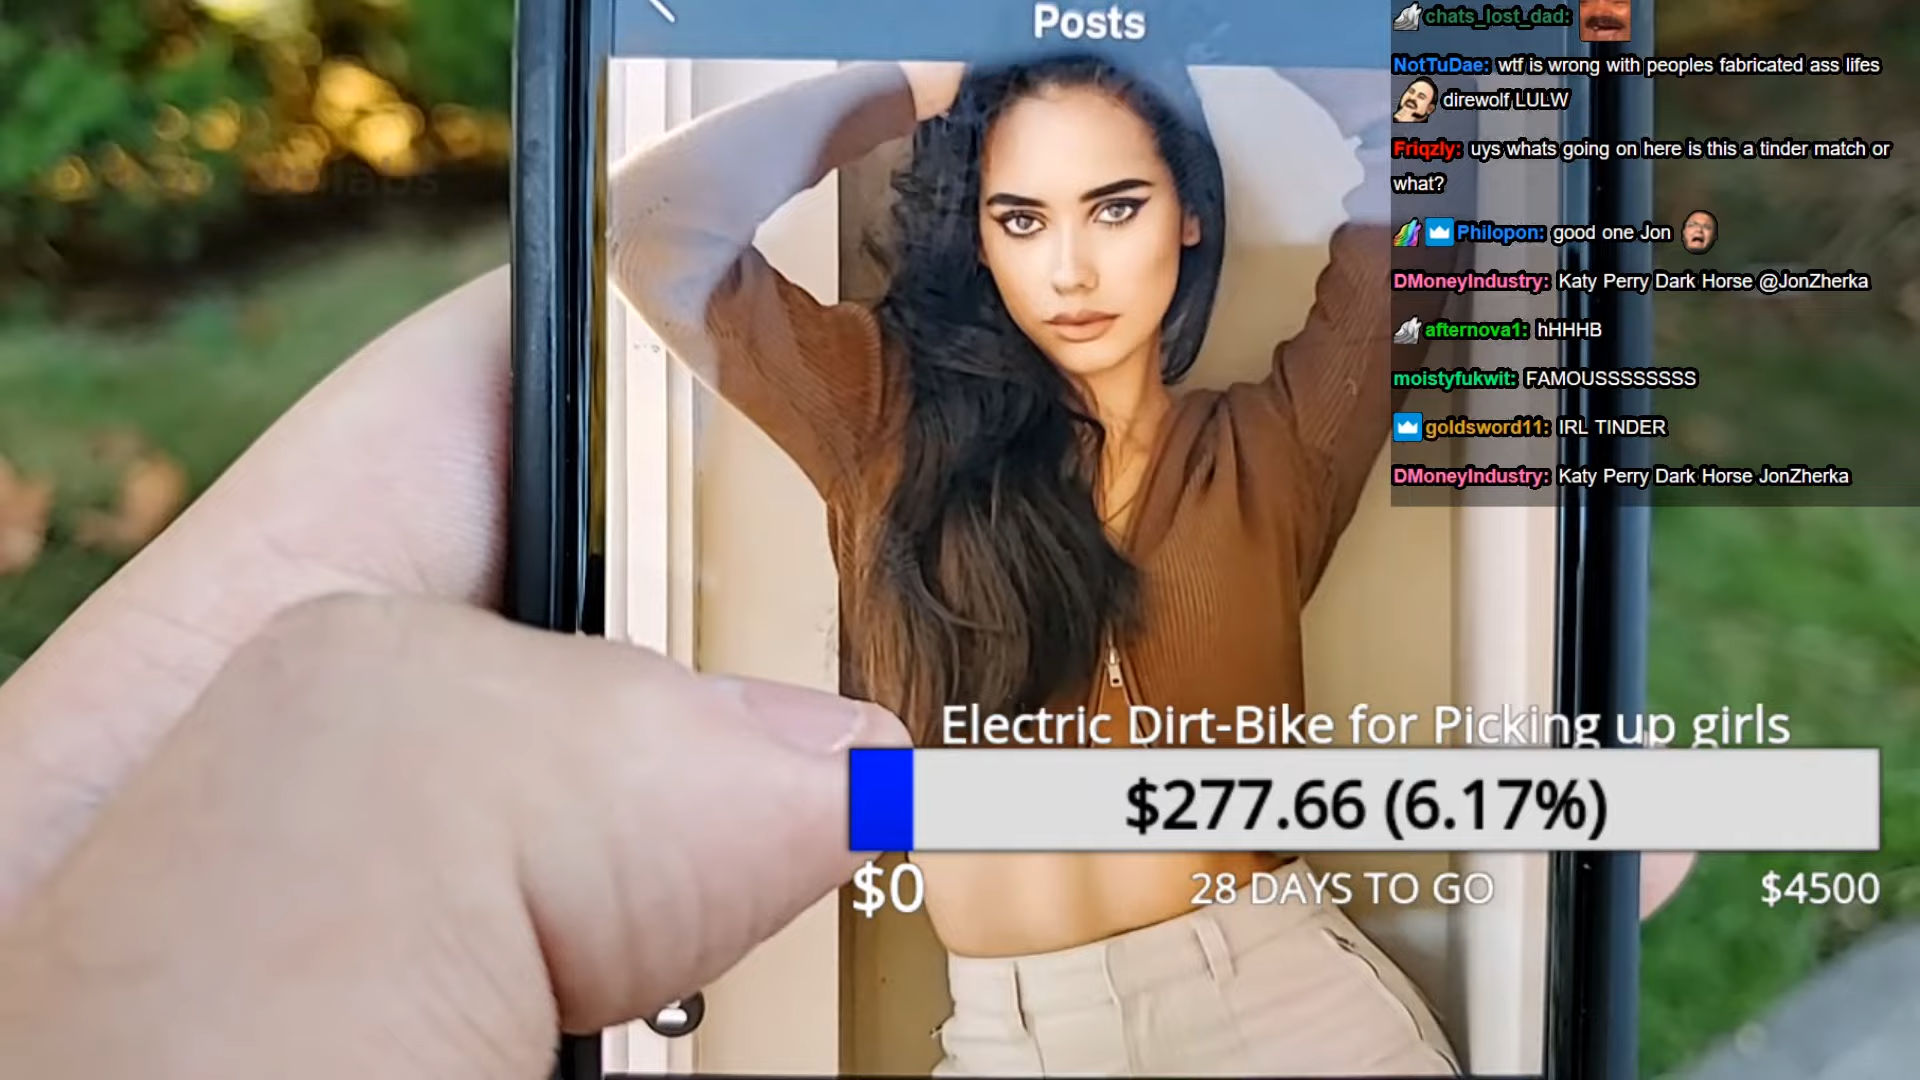 Posts
chats_lost_dad:
NotTuDae: wtf is wrong with peoples fabricated ass lifes
direwolf LULW
Friqzly: uys whats going on here is this a tinder match or
what?
Philopon: good one Jon
DMoneyIndustry: Katy Perry Dark Horse @JonZherka
afternova1: hHHHB
moistyfukwit: FAMOUSSSSSSSS
goldsword11: IRL TINDER
DMoneyIndustry: Katy Perry Dark Horse JonZherka
Electric Dirt-Bike for Picking up girls
$277.66 (6.17%)
$0 28 DAYS TO GO $4500